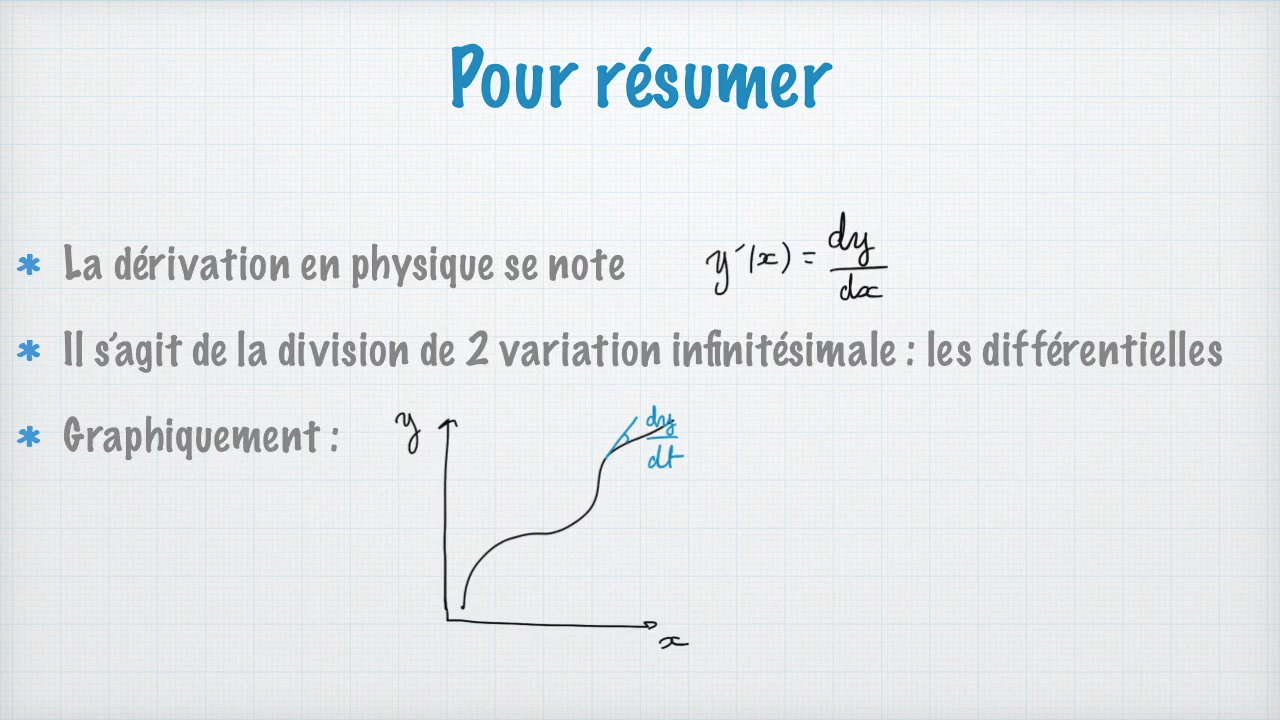 Pour résumer
* La dérivation en physique se note y'(x) = dy/dx
* Il s'agit de la division de 2 variation infinitésimale : les différentielles
* Graphiquement :
y
dy/dt
x